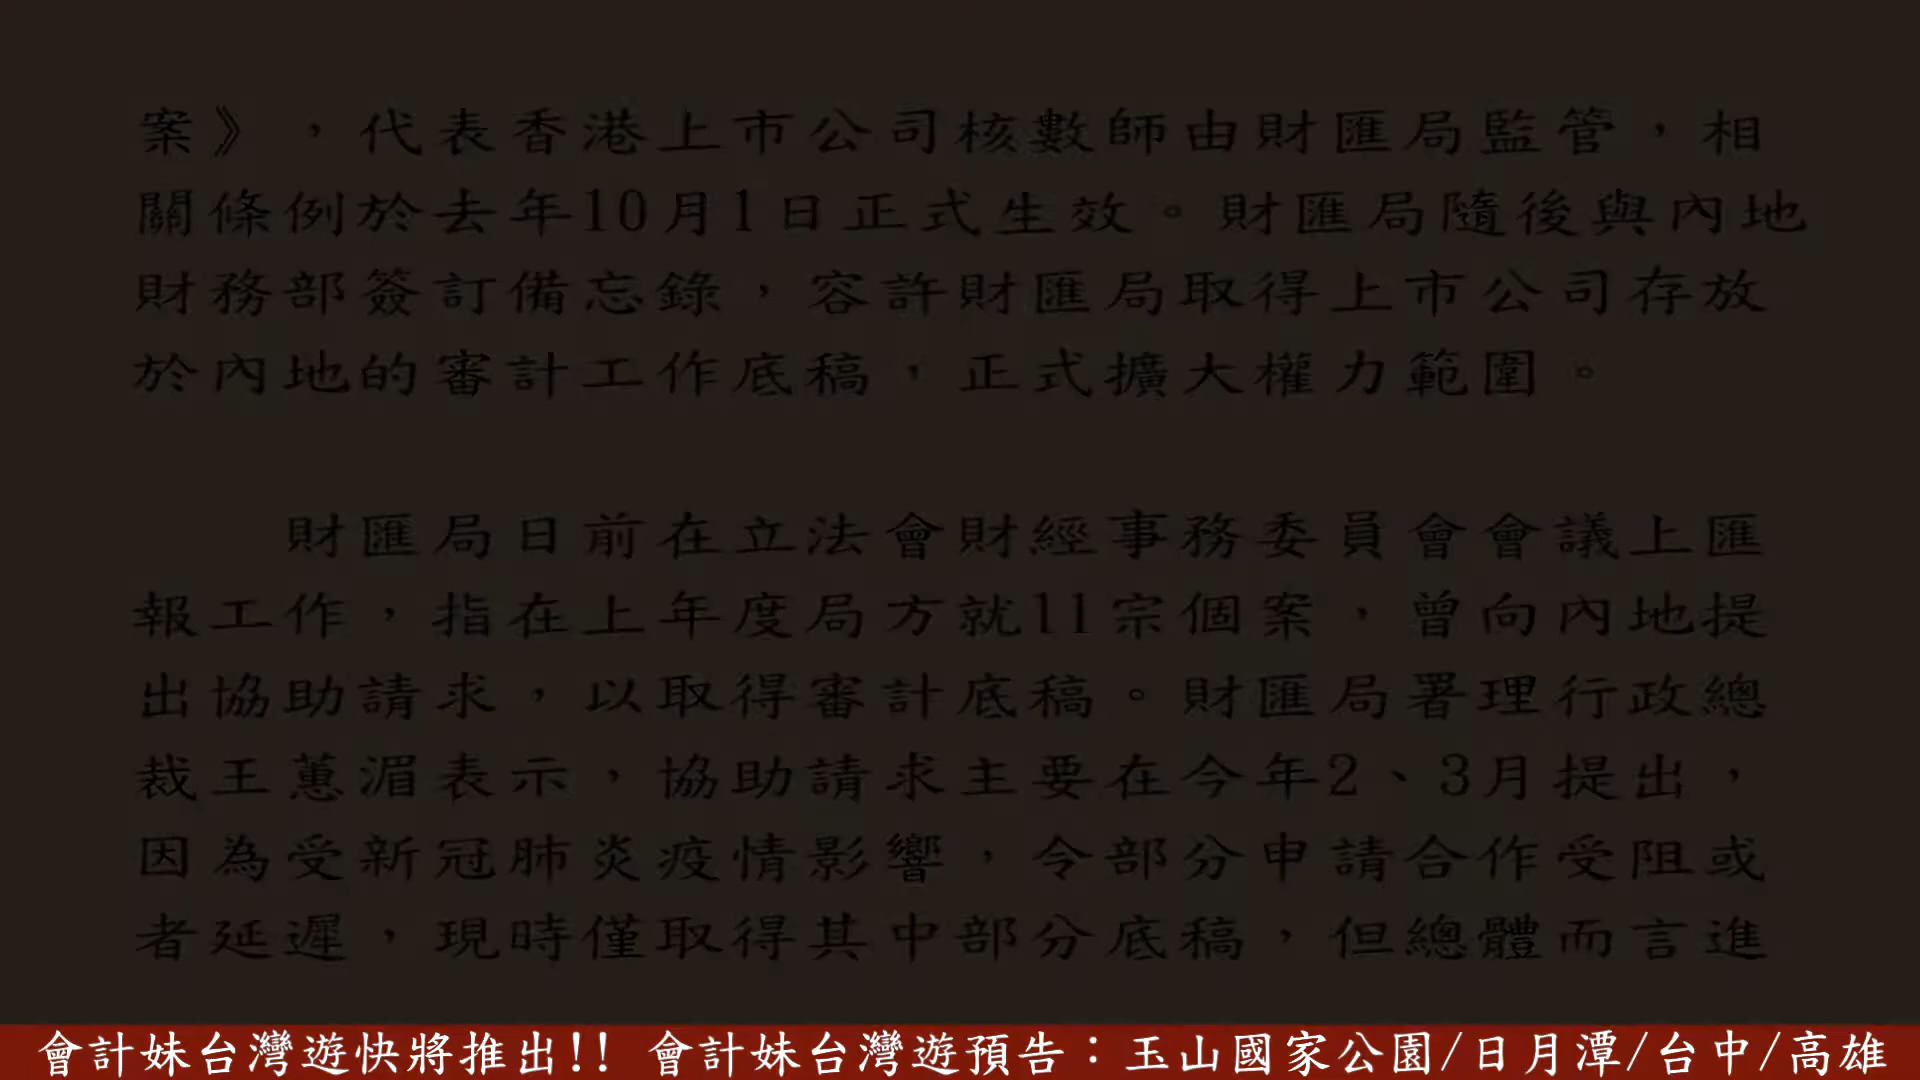 案》，代表香港上市公司核數師由財匯局監管，相
關條例於去年10月1日正式生效。財匯局隨後與內地
財務部簽訂備忘錄，容許財匯局取得上市公司存放
於內地的審計工作底稿，正式擴大權力範圍。
財匯局日前在立法會財經事務委員會會議上匯
報工作，指在上年度局方就11宗個案，曾向內地提
出協助請求，以取得審計底稿。財匯局署理行政總
裁王蕙湄表示，協助請求主要在今年2、3月提出，
因為受新冠肺炎疫情影響，令部分申請合作受阻或
者延遲，現時僅取得其中部分底稿，但總體而言進
會計妹台灣遊快將推出!! 會計妹台灣遊預告：玉山國家公園/日月潭/台中/高雄